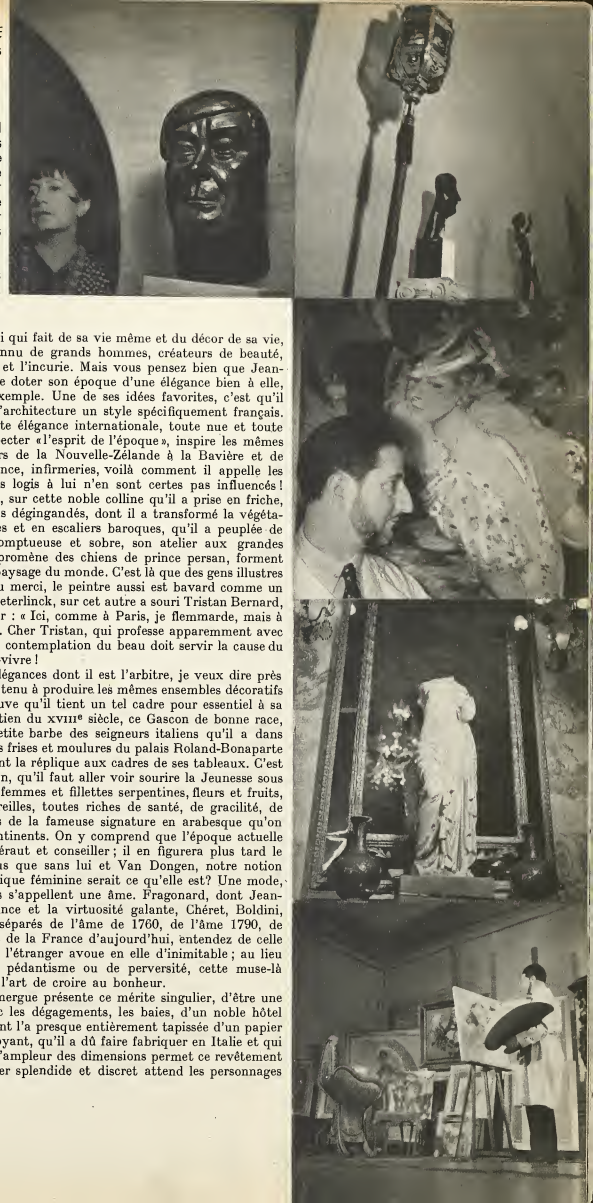 i qui fait de sa vie même et du décor de sa vie,
nnu de grands hommes, créateurs de beauté,
et l'incurie. Mais vous pensez bien que Jean-
e doter son époque d'une élégance bien à elle,
xemple. Une de ses idées favorites, c'est qu'il
'architecture un style spécifiquement français.
te élégance internationale, toute nue et toute
ecter «l'esprit de l'époque», inspire les mêmes
rs de la Nouvelle-Zélande à la Bavière et de
nce, infirmeries, voilà comment il appelle les
s logis à lui n'en sont certes pas influencés !
, sur cette noble colline qu'il a prise en friche,
s dégingandés, dont il a transformé la végéta-
es et en escaliers baroques, qu'il a peuplée de
omptueuse et sobre, son atelier aux grandes
promène des chiens de prince persan, forment
aysage du monde. C'est là que des gens illustres
u merci, le peintre aussi est bavard comme un
eterlinck, sur cet autre a souri Tristan Bernard,
r : « Ici, comme à Paris, je flemmarde, mais à
. Cher Tristan, qui professe apparemment avec
contemplation du beau doit servir la cause du
-vivre !
légances dont il est l'arbitre, je veux dire près
tenu à produire les mêmes ensembles décoratifs
uve qu'il tient un tel cadre pour essentiel à sa
tien du XVIIIe siècle, ce Gascon de bonne race,
etite barbe des seigneurs italiens qu'il a dans
s frises et moulures du palais Roland-Bonaparte
nt la réplique aux cadres de ses tableaux. C'est
n, qu'il faut aller voir sourire la Jeunesse sous
femmes et fillettes serpentines, fleurs et fruits,
reilles, toutes riches de santé, de gracilité, de
s de la fameuse signature en arabesque qu'on
ntinents. On y comprend que l'époque actuelle
éraut et conseiller ; il en figurera plus tard le
us que sans lui et Van Dongen, notre notion
ique féminine serait ce qu'elle est? Une mode,
s s'appellent une âme. Fragonard, dont Jean-
nce et la virtuosité galante, Chéret, Boldini,
séparés de l'âme de 1760, de l'âme 1790, de
de la France d'aujourd'hui, entendez de celle
l'étranger avoue en elle d'inimitable ; au lieu
pédantisme ou de perversité, cette muse-là
l'art de croire au bonheur.
nergue présente ce mérite singulier, d'être une
c les dégagements, les baies, d'un noble hôtel
nt l'a presque entièrement tapissée d'un papier
oyant, qu'il a dû faire fabriquer en Italie et qui
'ampleur des dimensions permet ce revêtement
er splendide et discret attend les personnages